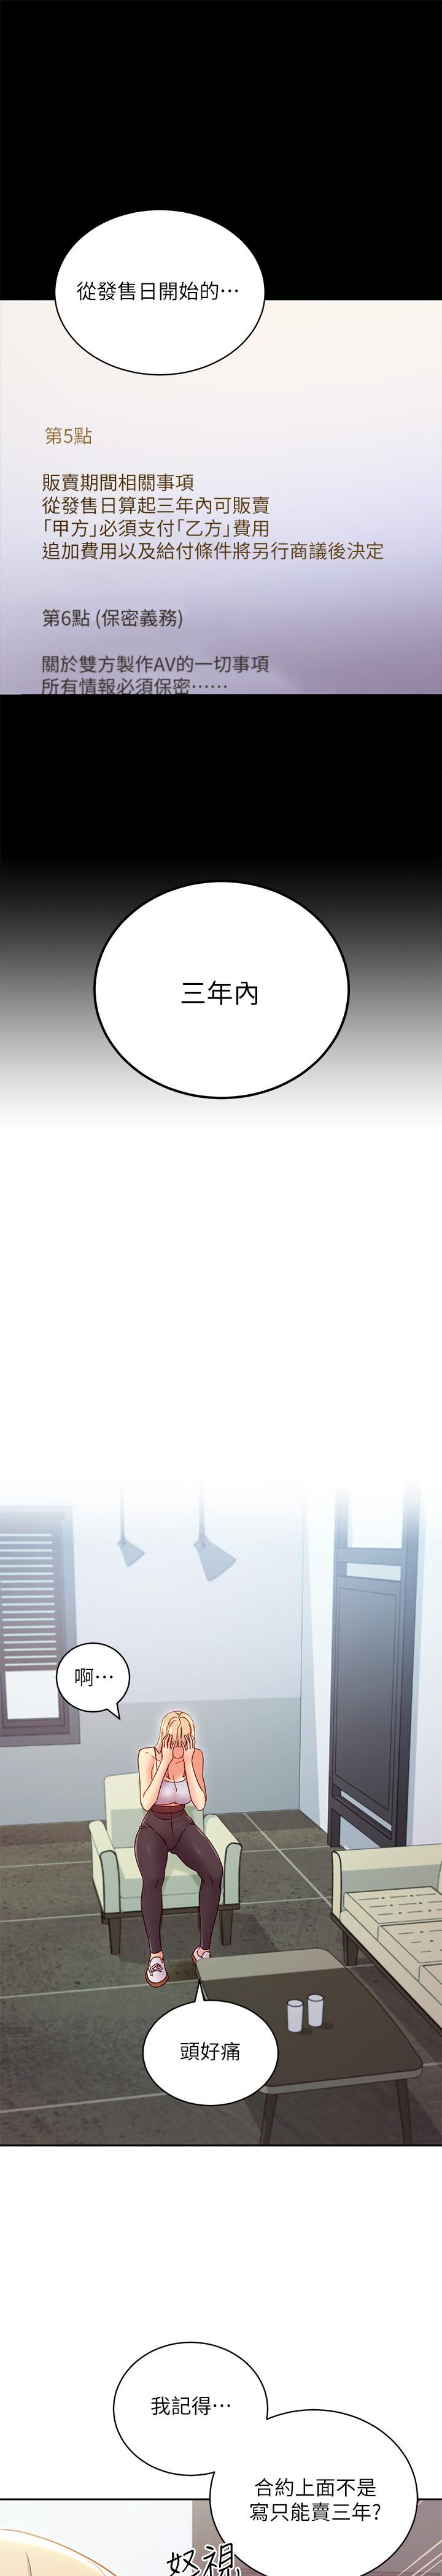 從發售日開始的⋯
第5點
販賣期間相關事項
從發售日算起三年內可販賣
「甲方」必須支付「乙方」費用
追加費用以及給付條件將另行商議後決定
第6點 (保密義務)
關於雙方製作AV的一切事項
所有情報必須保密⋯⋯
三年內
啊⋯
頭好痛
我記得⋯
合約上面不是
寫只能賣三年?
怒視